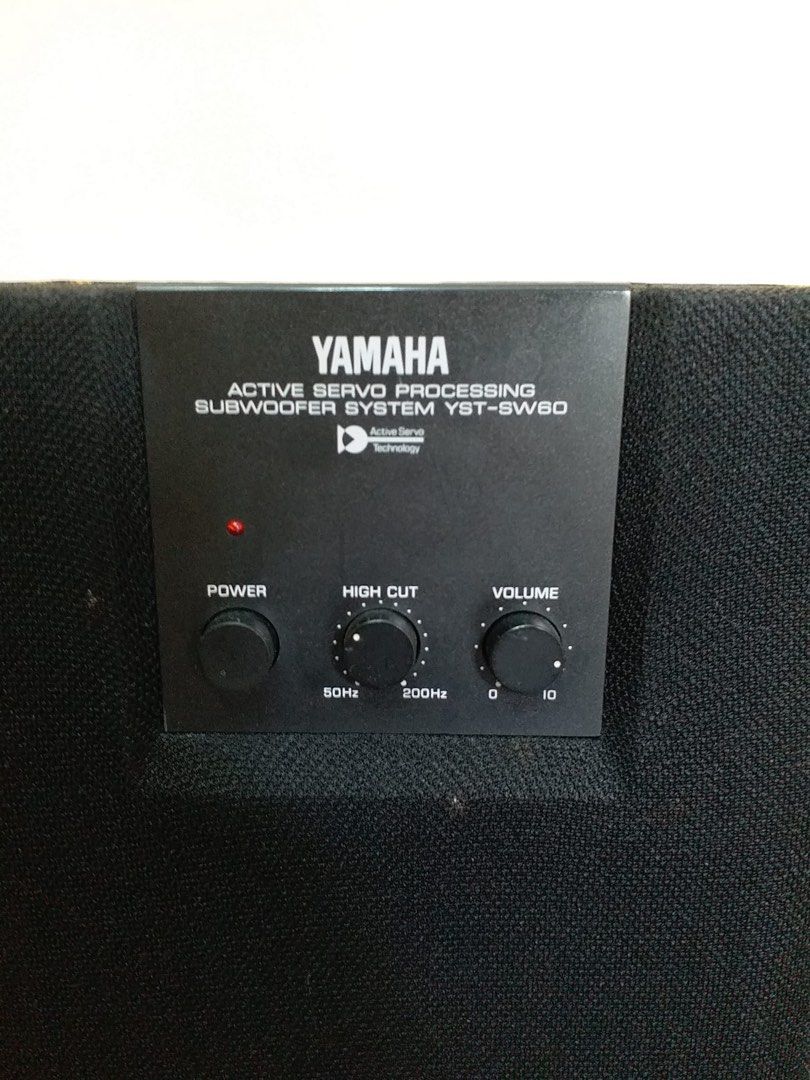 YAMAHA
ACTIVE SERVO PROCESSING
SUBWOOFER SYSTEM YST-SW60
Active Servo
Technology
POWER HIGH CUT VOLUME
50Hz 200Hz 0 10